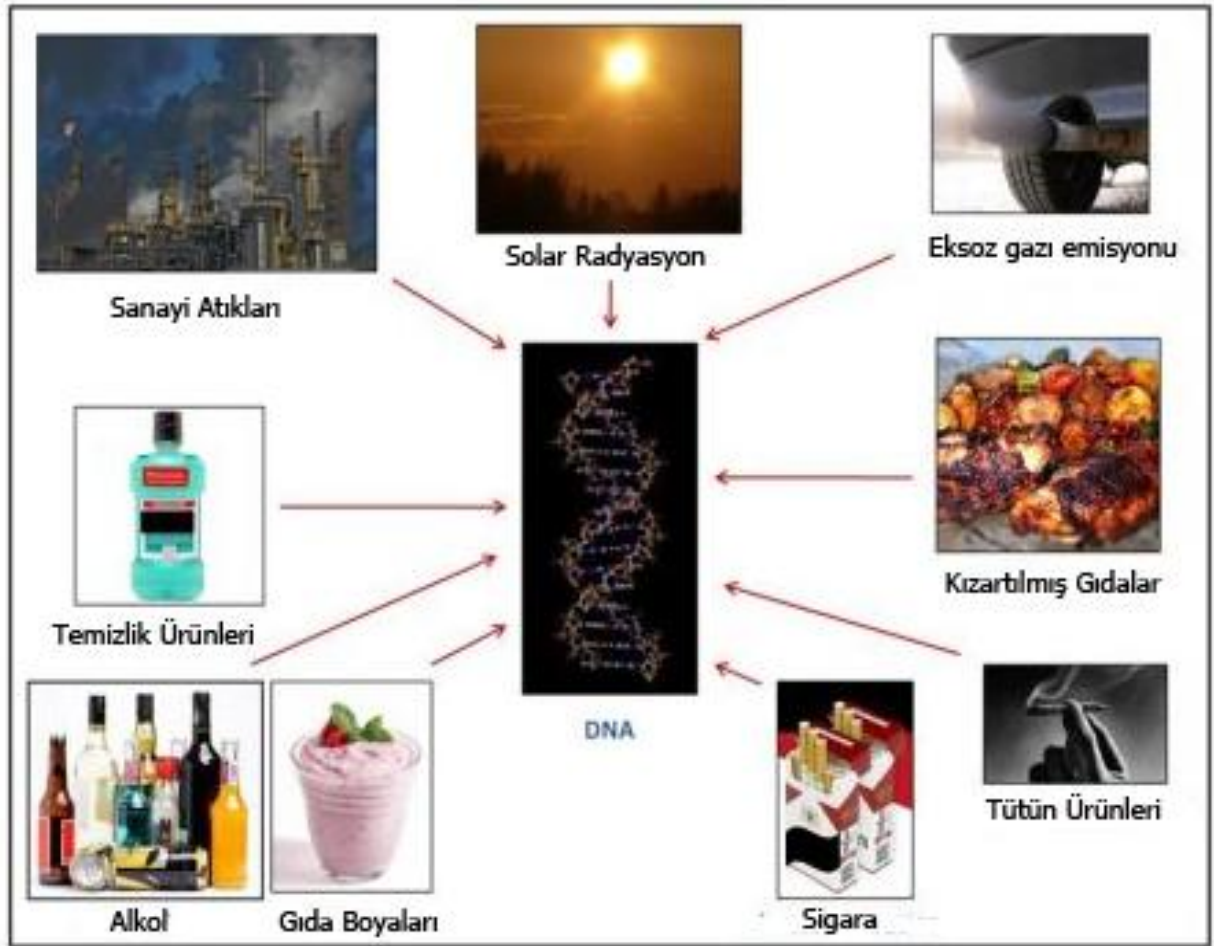 Solar Radyasyon
Eksoz gazı emisyonu
Sanayi Atıkları
Kızartılmış Gıdalar
Temizlik Ürünleri
DNA
Tütün Ürünleri
Alkol
Gıda Boyaları
Sigara